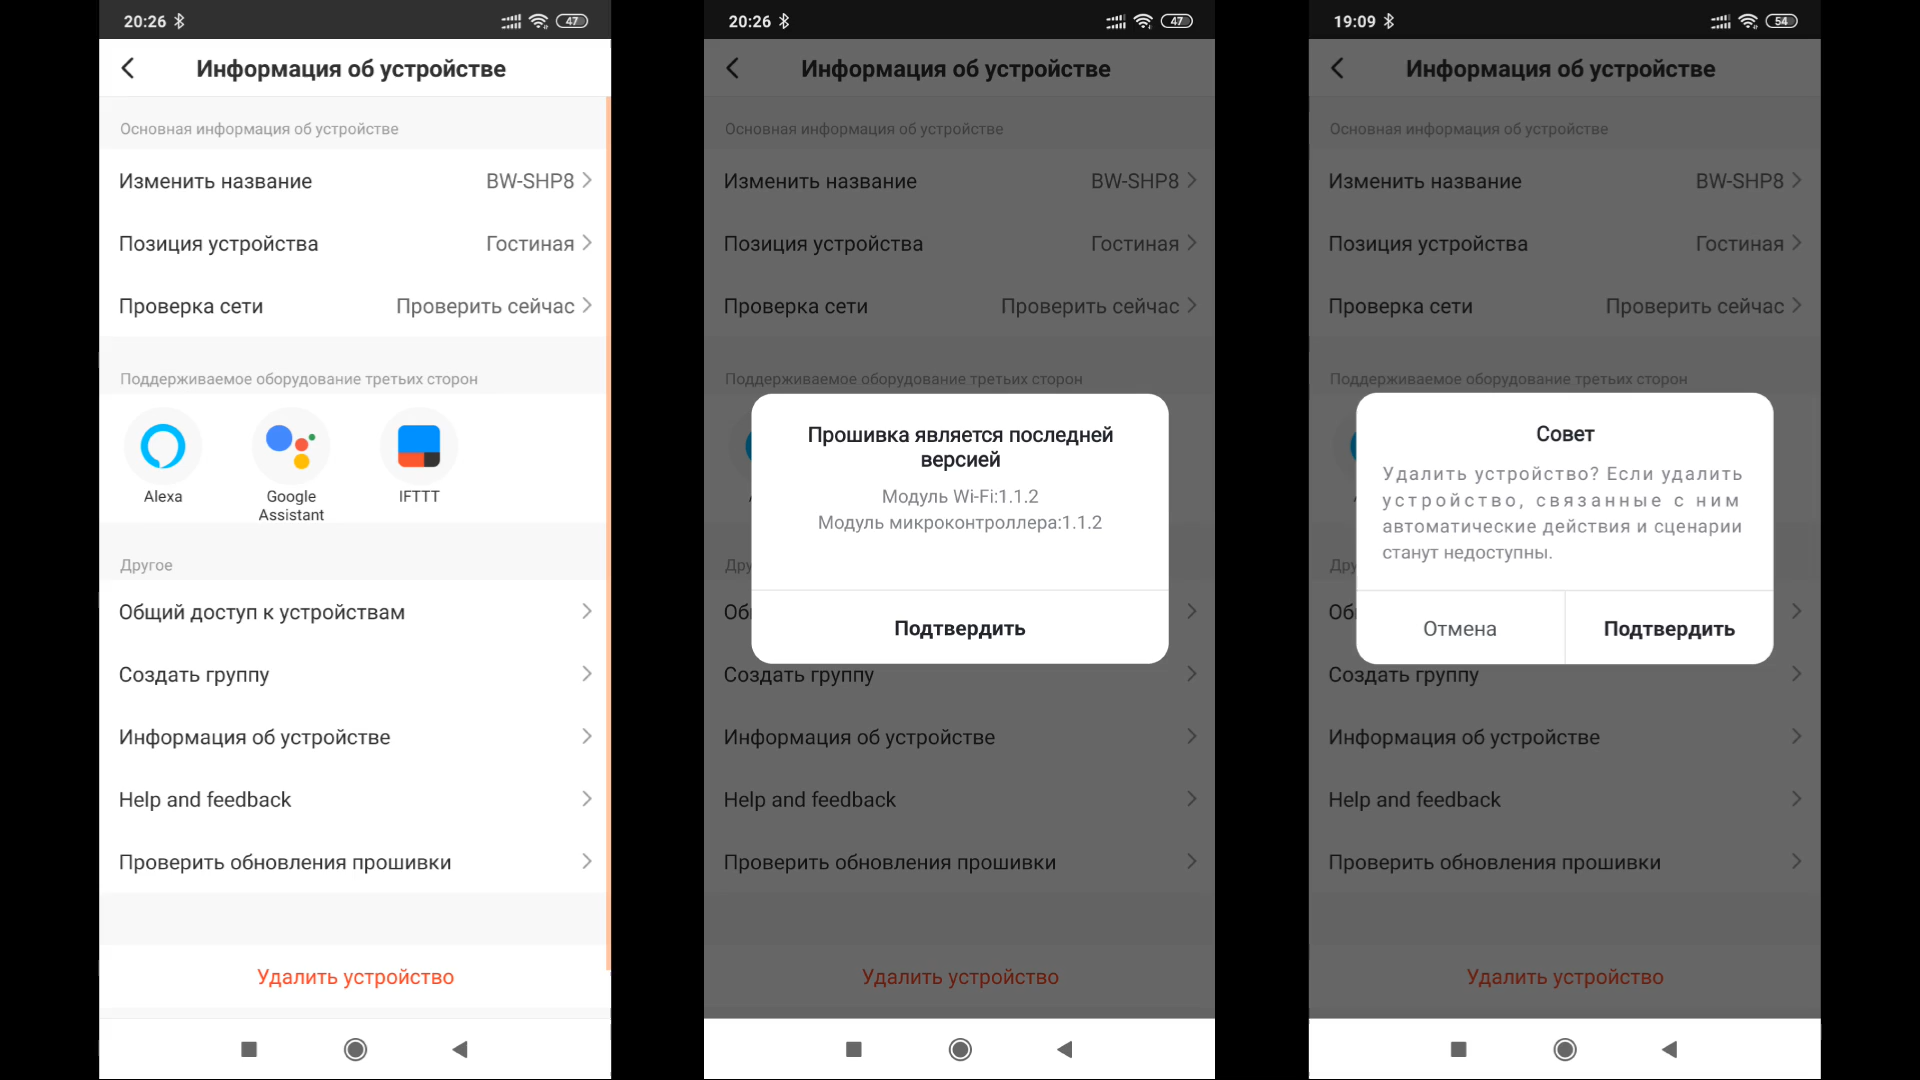 20:26
47
Информация об устройстве
Основная информация об устройстве
Изменить название BW-SHP8
Позиция устройства Гостиная
Проверка сети Проверить сейчас
Поддерживаемое оборудование третьих сторон
Alexa
Google
Assistant
IFTTT
Другое
Общий доступ к устройствам
Создать группу
Информация об устройстве
Help and feedback
Проверить обновления прошивки
Удалить устройство
20:26
47
Информация об устройстве
Основная информация об устройстве
Изменить название BW-SHP8
Позиция устройства Гостиная
Проверка сети Проверить сейчас
Поддерживаемое оборудование третьих сторон
Прошивка является последней
версией
Модуль Wi-Fi:1.1.2
Модуль микроконтроллера:1.1.2
Подтвердить
Создать группу
Информация об устройстве
Help and feedback
Проверить обновления прошивки
Удалить устройство
19:09
54
Информация об устройстве
Основная информация об устройстве
Изменить название BW-SHP8
Позиция устройства Гостиная
Проверка сети Проверить сейчас
Поддерживаемое оборудование третьих сторон
Совет
Удалить устройство? Если удалить
устройство, связанные с ним
автоматические действия и сценарии
станут недоступны.
Отмена
Подтвердить
Создать группу
Информация об устройстве
Help and feedback
Проверить обновления прошивки
Удалить устройство